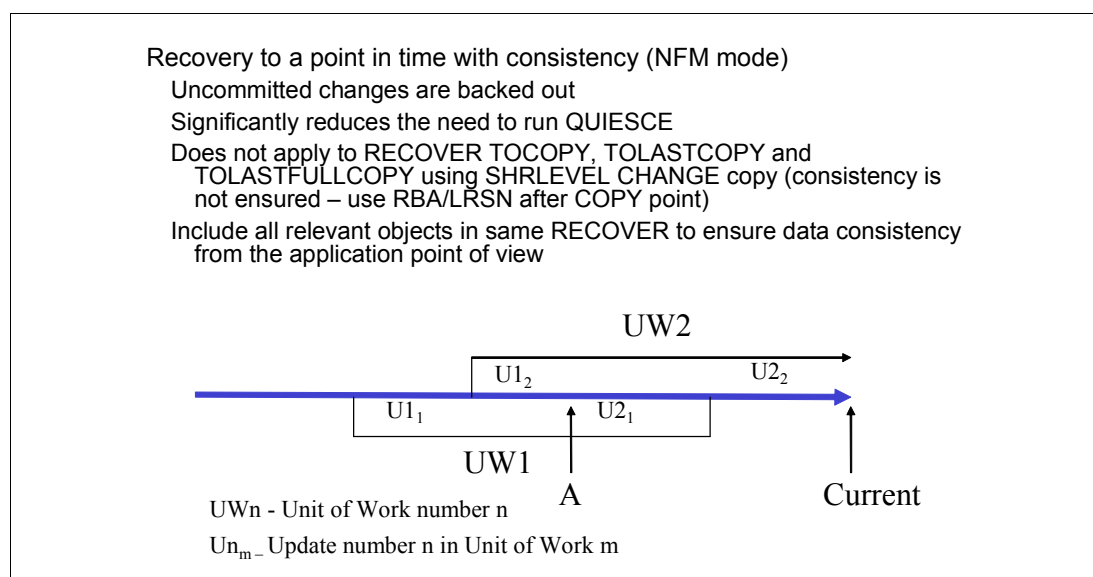 Recovery to a point in time with consistency (NFM mode)
Uncommitted changes are backed out
Significantly reduces the need to run QUIESCE
Does not apply to RECOVER TOCOPY, TOLASTCOPY and
TOLASTFULLCOPY using SHRLEVEL CHANGE copy (consistency is
not ensured – use RBA/LRSN after COPY point)
Include all relevant objects in same RECOVER to ensure data consistency
from the application point of view
UW2
U1₂ U2₂
U1₁ U2₁
UW1
A Current
UWn - Unit of Work number n
Unₘ – Update number n in Unit of Work m